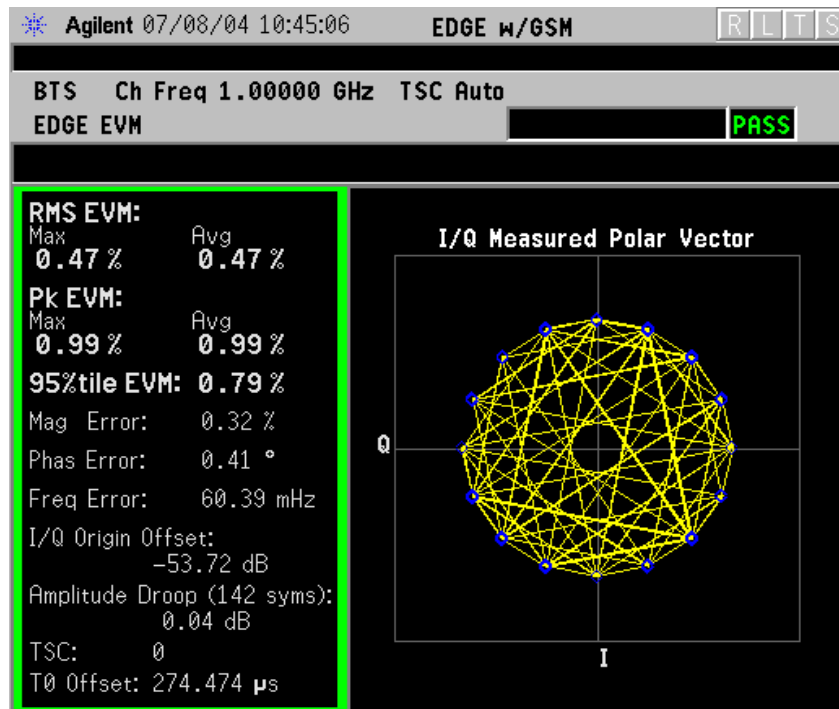 Agilent 07/08/04 10:45:06 EDGE w/GSM R L T S
BTS Ch Freq 1.00000 GHz TSC Auto
EDGE EVM PASS
RMS EVM:
Max Avg
0.47 % 0.47 %
Pk EVM:
Max Avg
0.99 % 0.99 %
95%tile EVM: 0.79 %
Mag Error: 0.32 %
Phas Error: 0.41 °
Freq Error: 60.39 mHz
I/Q Origin Offset:
-53.72 dB
Amplitude Droop (142 syms):
0.04 dB
TSC: 0
T0 Offset: 274.474 µs
I/Q Measured Polar Vector
Q
I